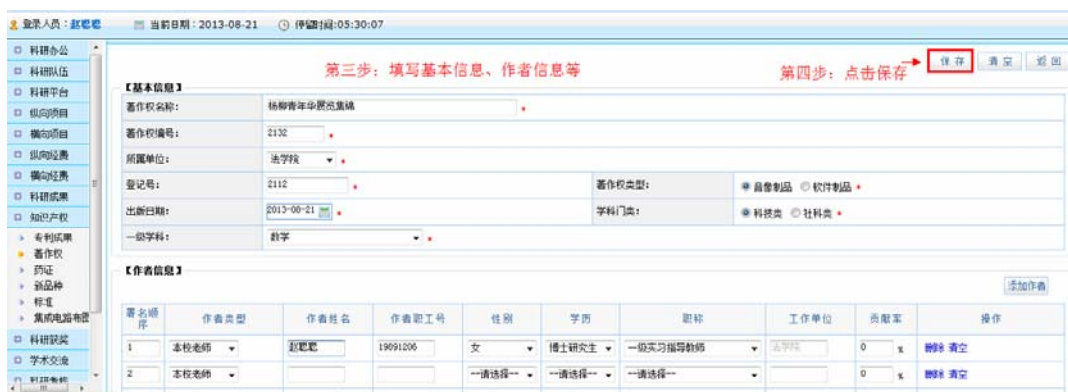 登录人员：赵聪聪 当前日期：2013-08-21 停留时间:05:30:07
科研办公
科研队伍
科研平台
纵向项目
横向项目
纵向经费
横向经费
科研成果
知识产权
专利成果
著作权
药证
新品种
标准
集成电路布图
科研获奖
学术交流
科研考核
第三步：填写基本信息、作者信息等
第四步：点击保存
保存 清空 返回
【基本信息】
著作权名称： 杨柳青年华展览集锦 *
著作权编号： 2132 *
所属单位： 法学院 *
登记号： 2112 * 著作权类型： 音像制品 软件制品 *
出版日期： 2013-08-21 * 学科门类： 科技类 社科类 *
一级学科： 数学 *
【作者信息】
添加作者
署名顺序 作者类型 作者姓名 作者职工号 性别 学历 职称 工作单位 贡献率 操作
1 本校老师 赵聪聪 19091206 女 博士研究生 一级实习指导教师 法学院 0 % 删除 清空
2 本校老师 --请选择-- --请选择-- --请选择-- 0 % 删除 清空